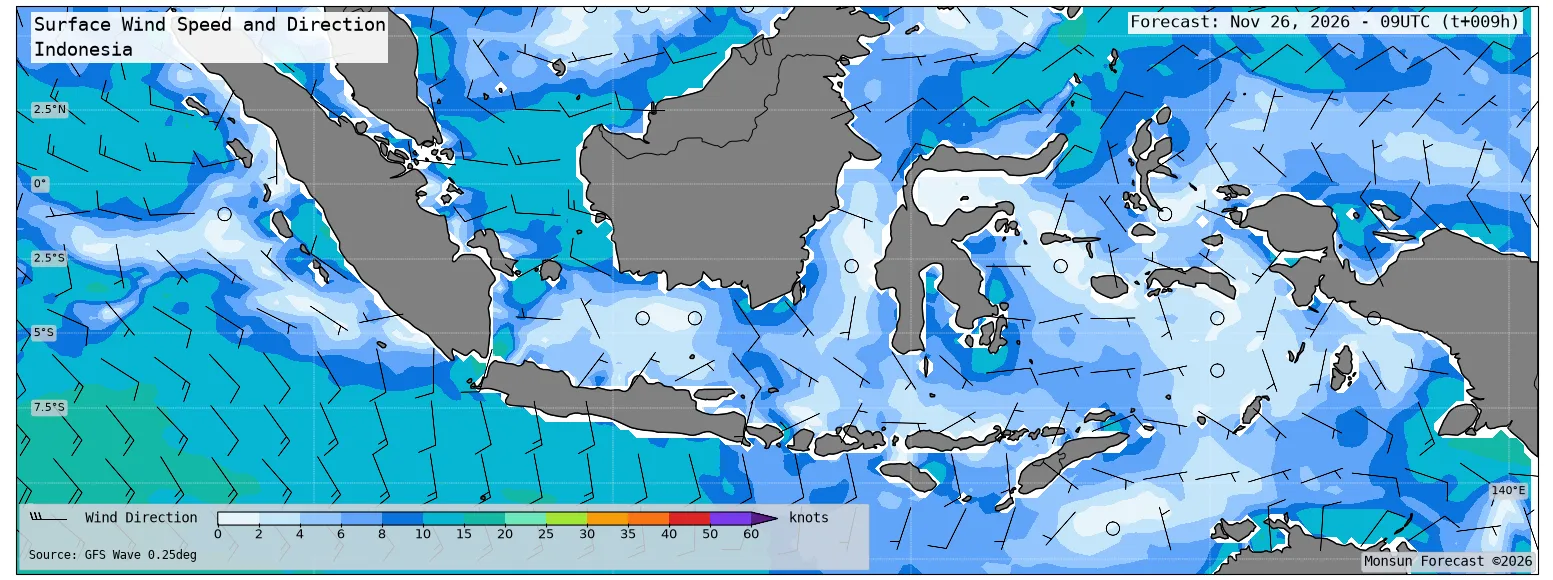 Surface Wind Speed and Direction
Indonesia
Forecast: Nov 26, 2026 - 09UTC (t+009h)
2.5°N
0°
2.5°S
5°S
7.5°S
140°E
Wind Direction
0 2 4 6 8 10 15 20 25 30 35 40 50 60
knots
Source: GFS Wave 0.25deg
Monsun Forecast ©2026